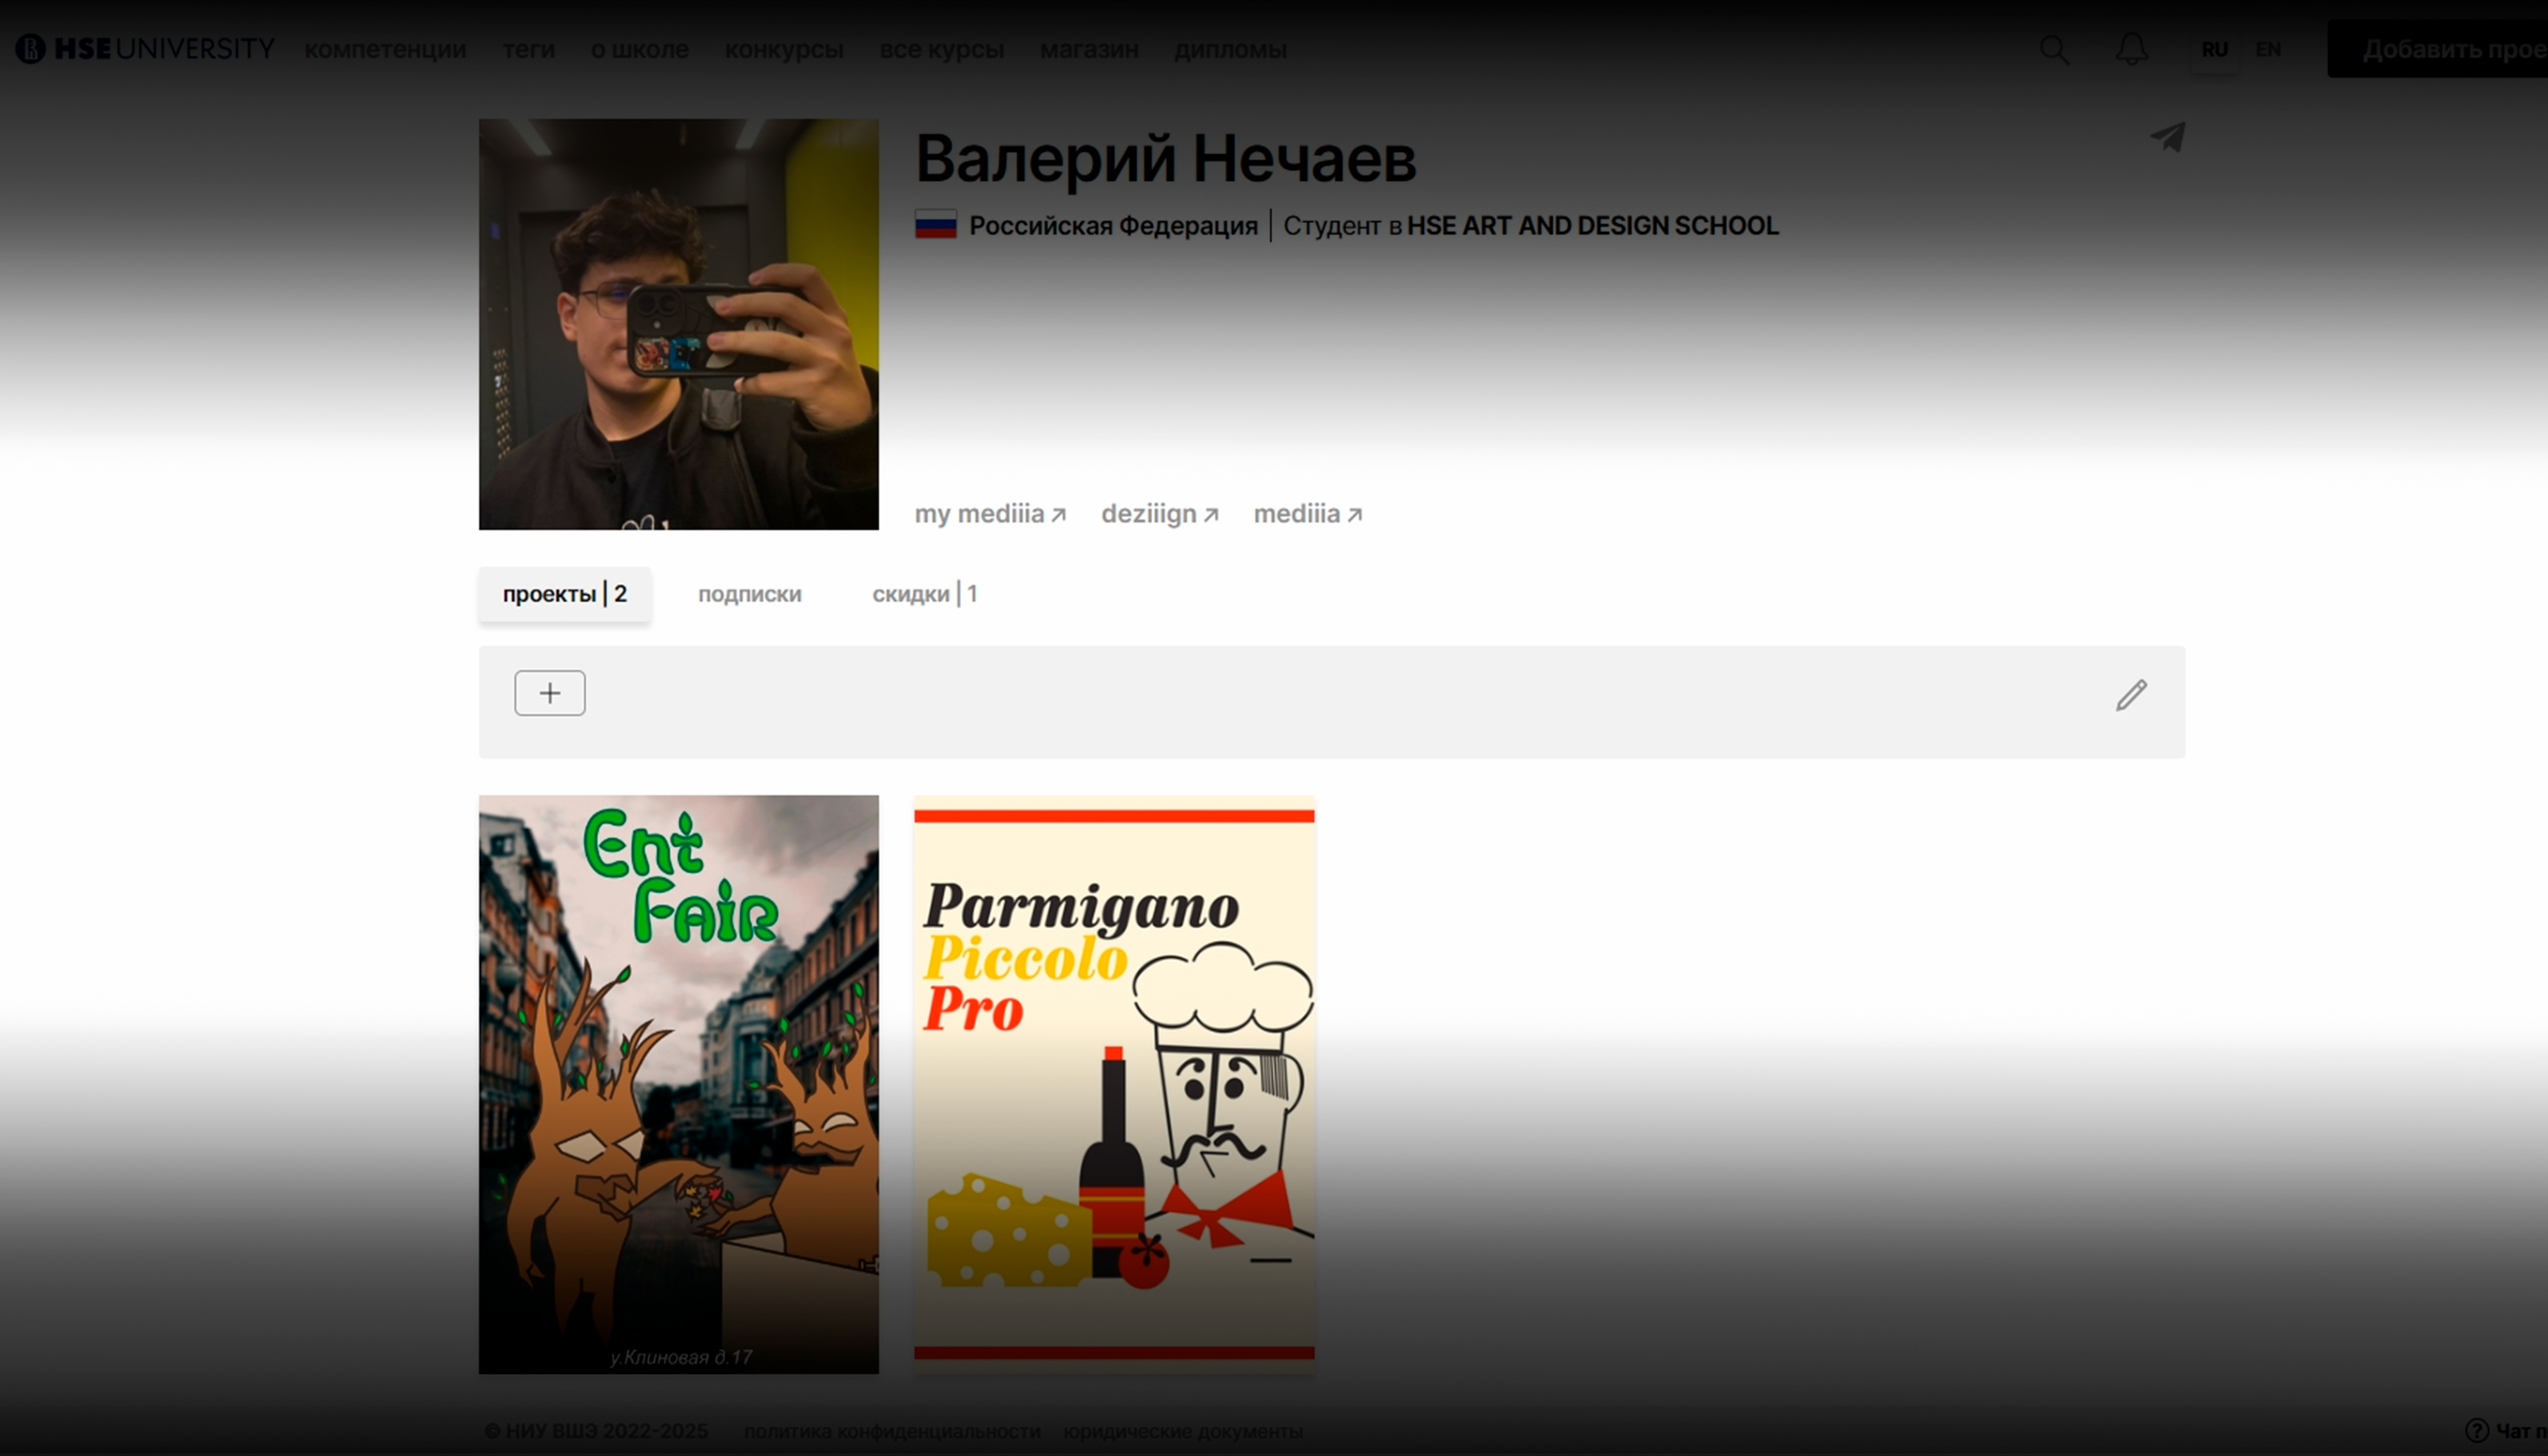 HSE UNIVERSITY компетенции теги о школе конкурсы все курсы магазин дипломы RU EN Добавить прое
Валерий Нечаев
Российская Федерация | Студент в HSE ART AND DESIGN SCHOOL
my mediiia deziiign mediiia
проекты | 2 подписки скидки | 1
Ent
Fair
у.Клиновая д.17
Parmigano
Piccolo
Pro
© НИУ ВШЭ 2022-2025 политика конфиденциальности юридические документы Чат п